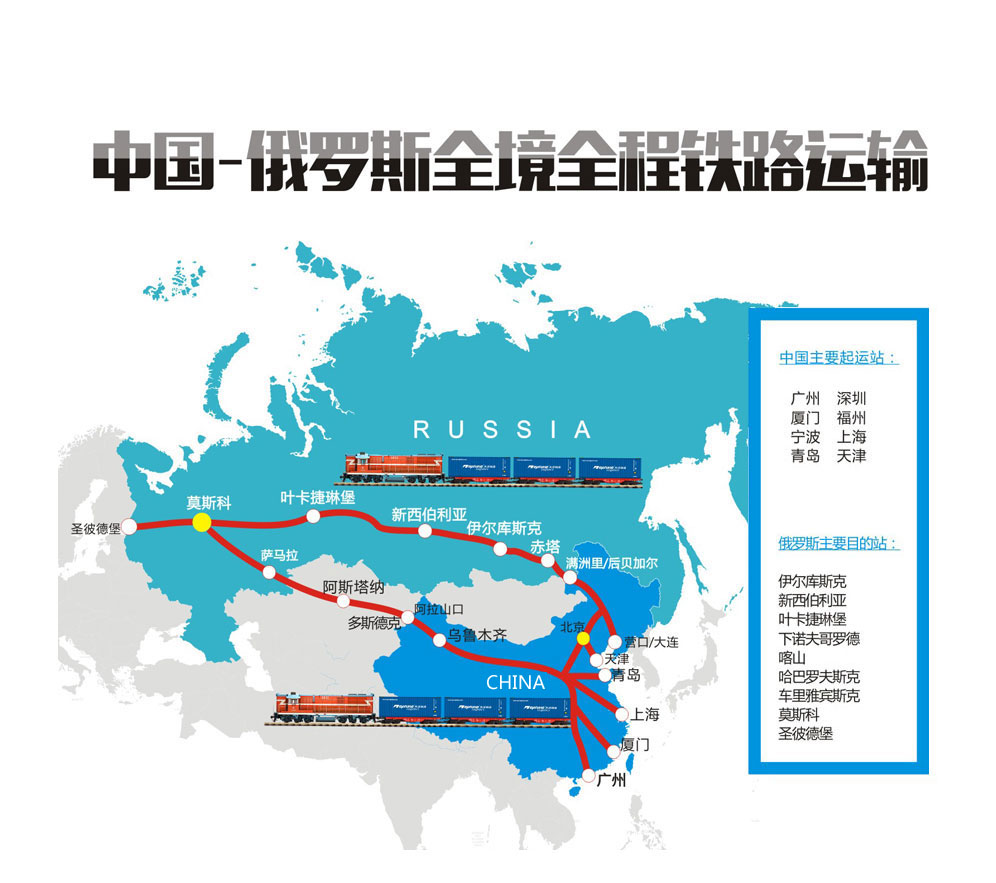 中国-俄罗斯全境全程铁路运输
RUSSIA
莫斯科
叶卡捷琳堡
圣彼德堡
新西伯利亚
伊尔库斯克
赤塔
满洲里/后贝加尔
萨马拉
阿斯塔纳
阿拉山口
多斯德克
乌鲁木齐
北京
营口/大连
天津
青岛
CHINA
上海
厦门
广州
中国主要起运站：
广州 深圳
厦门 福州
宁波 上海
青岛 天津
俄罗斯主要目的站：
伊尔库斯克
新西伯利亚
叶卡捷琳堡
下诺夫哥罗德
喀山
哈巴罗夫斯克
车里雅宾斯克
莫斯科
圣彼德堡